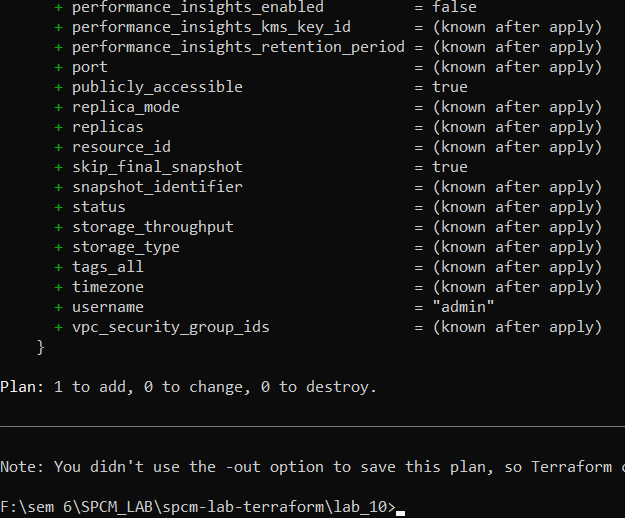 + performance_insights_enabled = false
+ performance_insights_kms_key_id = (known after apply)
+ performance_insights_retention_period = (known after apply)
+ port = (known after apply)
+ publicly_accessible = true
+ replica_mode = (known after apply)
+ replicas = (known after apply)
+ resource_id = (known after apply)
+ skip_final_snapshot = true
+ snapshot_identifier = (known after apply)
+ status = (known after apply)
+ storage_throughput = (known after apply)
+ storage_type = (known after apply)
+ tags_all = (known after apply)
+ timezone = (known after apply)
+ username = "admin"
+ vpc_security_group_ids = (known after apply)
}
Plan: 1 to add, 0 to change, 0 to destroy.
Note: You didn't use the -out option to save this plan, so Terraform
F:\sem 6\SPCM_LAB\spcm-lab-terraform\lab_10>